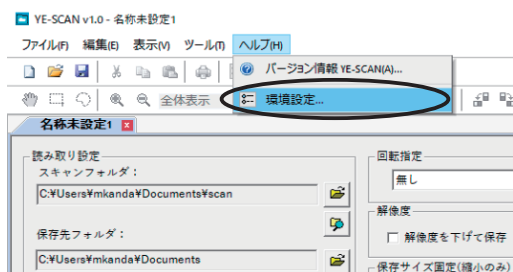 YE-SCAN v1.0 - 名称未設定1
ファイル(F) 編集(E) 表示(V) ツール(T) ヘルプ(H)
バージョン情報 YE-SCAN(A)...
全体表示 環境設定...
名称未設定1
読み取り設定 回転指定
スキャンフォルダ：
無し
C:¥Users¥mkanda¥Documents¥scan
解像度
保存先フォルダ： 解像度を下げて保存
C:¥Users¥mkanda¥Documents
保存サイズ固定(縮小のみ)